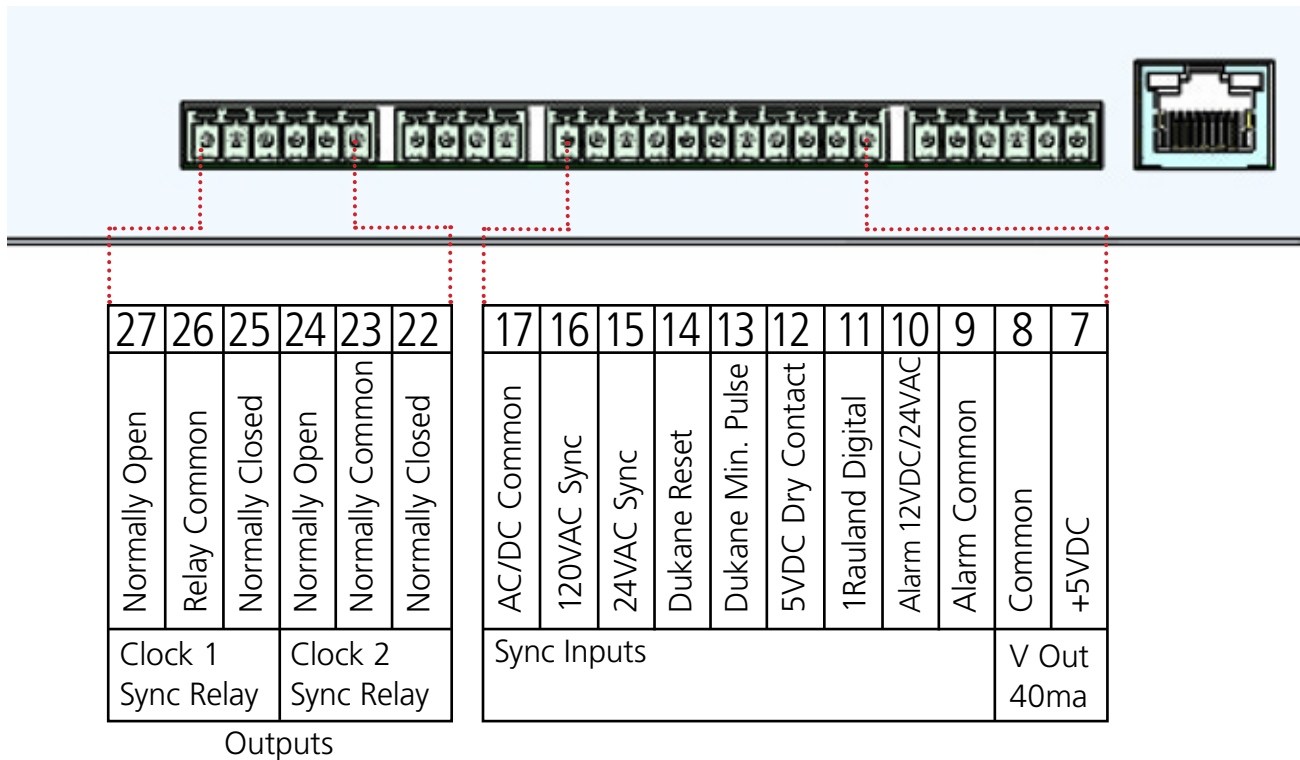 27 26 25 24 23 22
17 16 15 14 13 12 11 10 9 8 7
Normally Open
Relay Common
Normally Closed
Normally Open
Normally Common
Normally Closed
AC/DC Common
120VAC Sync
24VAC Sync
Dukane Reset
Dukane Min. Pulse
5VDC Dry Contact
1Rauland Digital
Alarm 12VDC/24VAC
Alarm Common
Common
+5VDC
Clock 1
Sync Relay
Clock 2
Sync Relay
Sync Inputs
V Out
40ma
Outputs